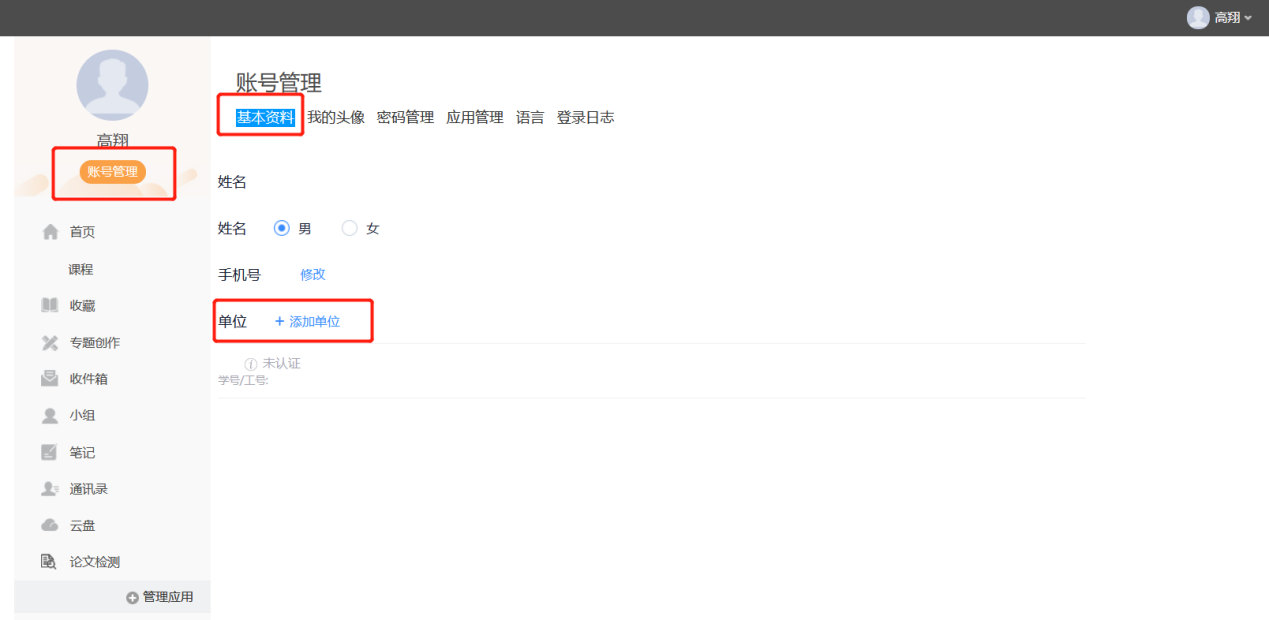 高翔
高翔
账号管理
首页
课程
收藏
专题创作
收件箱
小组
笔记
通讯录
云盘
论文检测
管理应用
账号管理
基本资料 我的头像 密码管理 应用管理 语言 登录日志
姓名
姓名 男 女
手机号 修改
单位 + 添加单位
未认证
学号/工号: